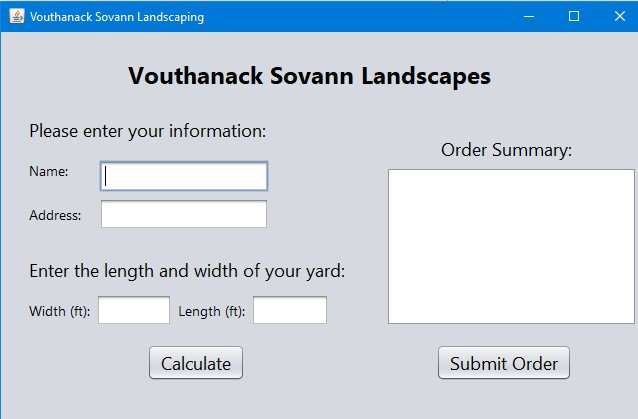 Vouthanack Sovann Landscaping
Vouthanack Sovann Landscapes
Please enter your information:
Name:
Address:
Enter the length and width of your yard:
Width (ft): Length (ft):
Calculate
Order Summary:
Submit Order